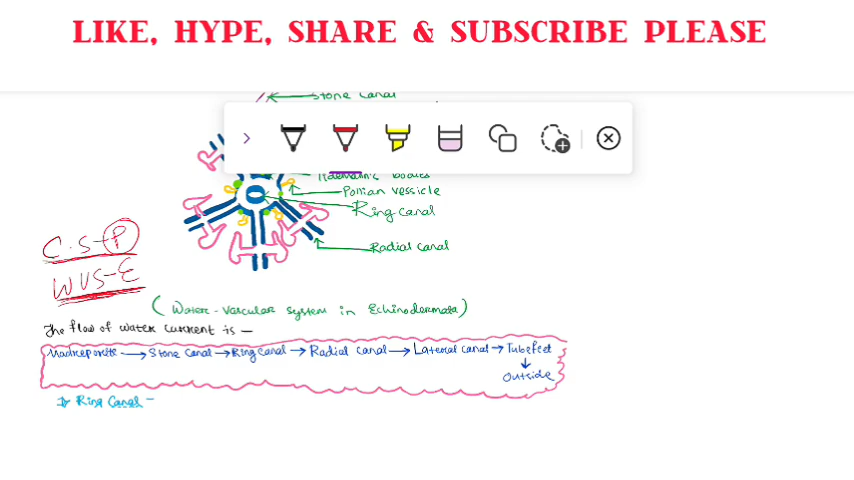 LIKE, HYPE, SHARE & SUBSCRIBE PLEASE
Stone Canal
Tidemann's bodies
Polian vessicle
Ring canal
Radial canal
C.S-P
WVS-E
(Water-vascular system in Echinodermata)
The flow of water current is —
Madreporite → Stone Canal → Ring canal → Radial canal → Lateral canal → Tubefeet
↓
Outside
1) Ring Canal -